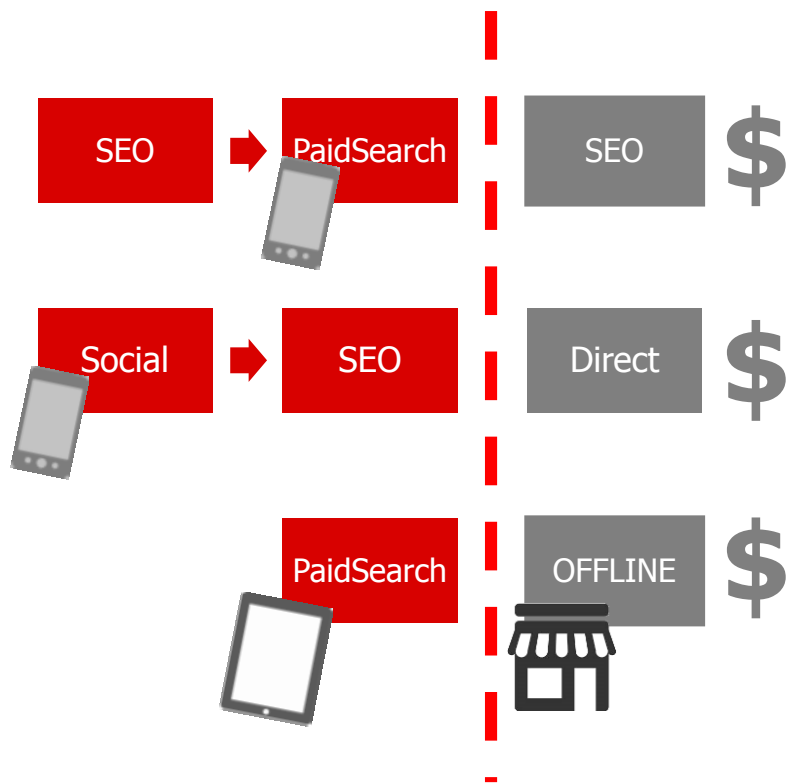 SEO
PaidSearch
SEO
$
Social
SEO
Direct
$
PaidSearch
OFFLINE
$